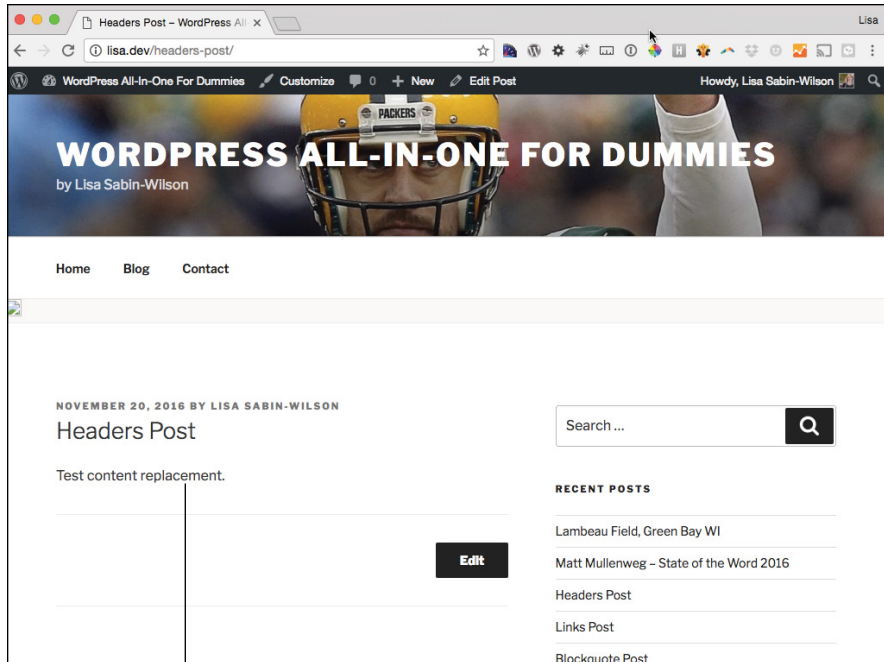 Headers Post – WordPress All
Lisa
lisa.dev/headers-post/
WordPress All-In-One For Dummies Customize 0 New Edit Post Howdy, Lisa Sabin-Wilson
PACKERS
WORDPRESS ALL-IN-ONE FOR DUMMIES
by Lisa Sabin-Wilson
Home Blog Contact
NOVEMBER 20, 2016 BY LISA SABIN-WILSON
Headers Post
Test content replacement.
Edit
Search ...
RECENT POSTS
Lambeau Field, Green Bay WI
Matt Mullenweg – State of the Word 2016
Headers Post
Links Post
Blockquote Post